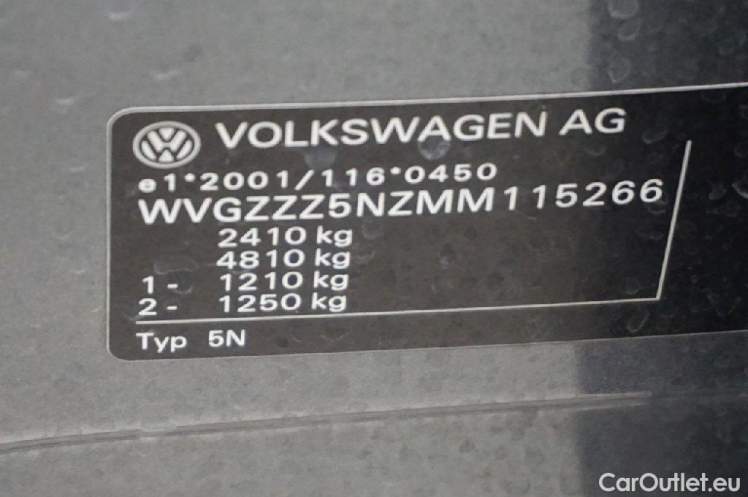 VOLKSWAGEN AG
e1*2001/116*0450
WVGZZZ5NZMM115266
2410 kg
4810 kg
1 - 1210 kg
2 - 1250 kg
Typ 5N
CarOutlet.eu